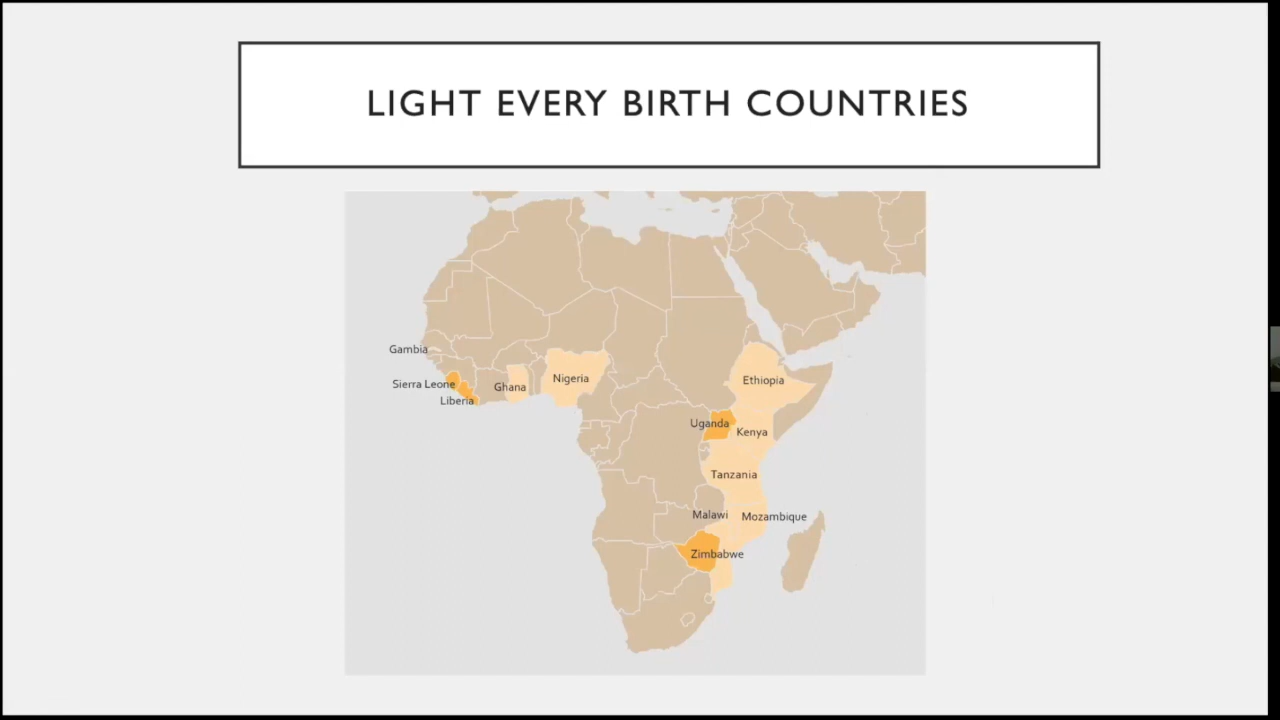 LIGHT EVERY BIRTH COUNTRIES
Gambia
Sierra Leone
Liberia
Ghana
Nigeria
Ethiopia
Uganda
Kenya
Tanzania
Malawi
Mozambique
Zimbabwe